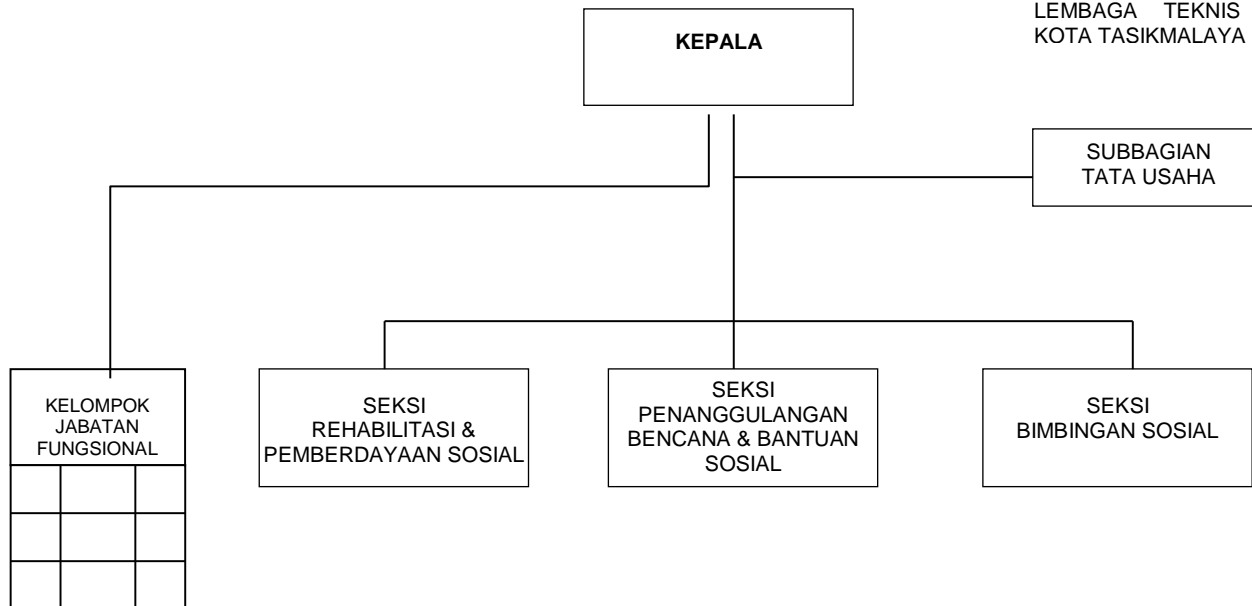 LEMBAGA TEKNIS
KOTA TASIKMALAYA
KEPALA
SUBBAGIAN
TATA USAHA
KELOMPOK
JABATAN
FUNGSIONAL
SEKSI
REHABILITASI &
PEMBERDAYAAN SOSIAL
SEKSI
PENANGGULANGAN
BENCANA & BANTUAN
SOSIAL
SEKSI
BIMBINGAN SOSIAL